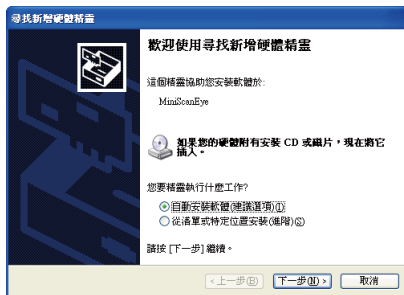 尋找新增硬體精靈
歡迎使用尋找新增硬體精靈
這個精靈協助您安裝軟體於:
MiniScanEye
如果您的硬體附有安裝 CD 或磁片，現在將它
插入。
您要精靈執行什麼工作?
自動安裝軟體(建議選項)(I)
從清單或特定位置安裝(進階)(S)
請按 [下一步] 繼續。
<上一步(B)
下一步(N)>
取消